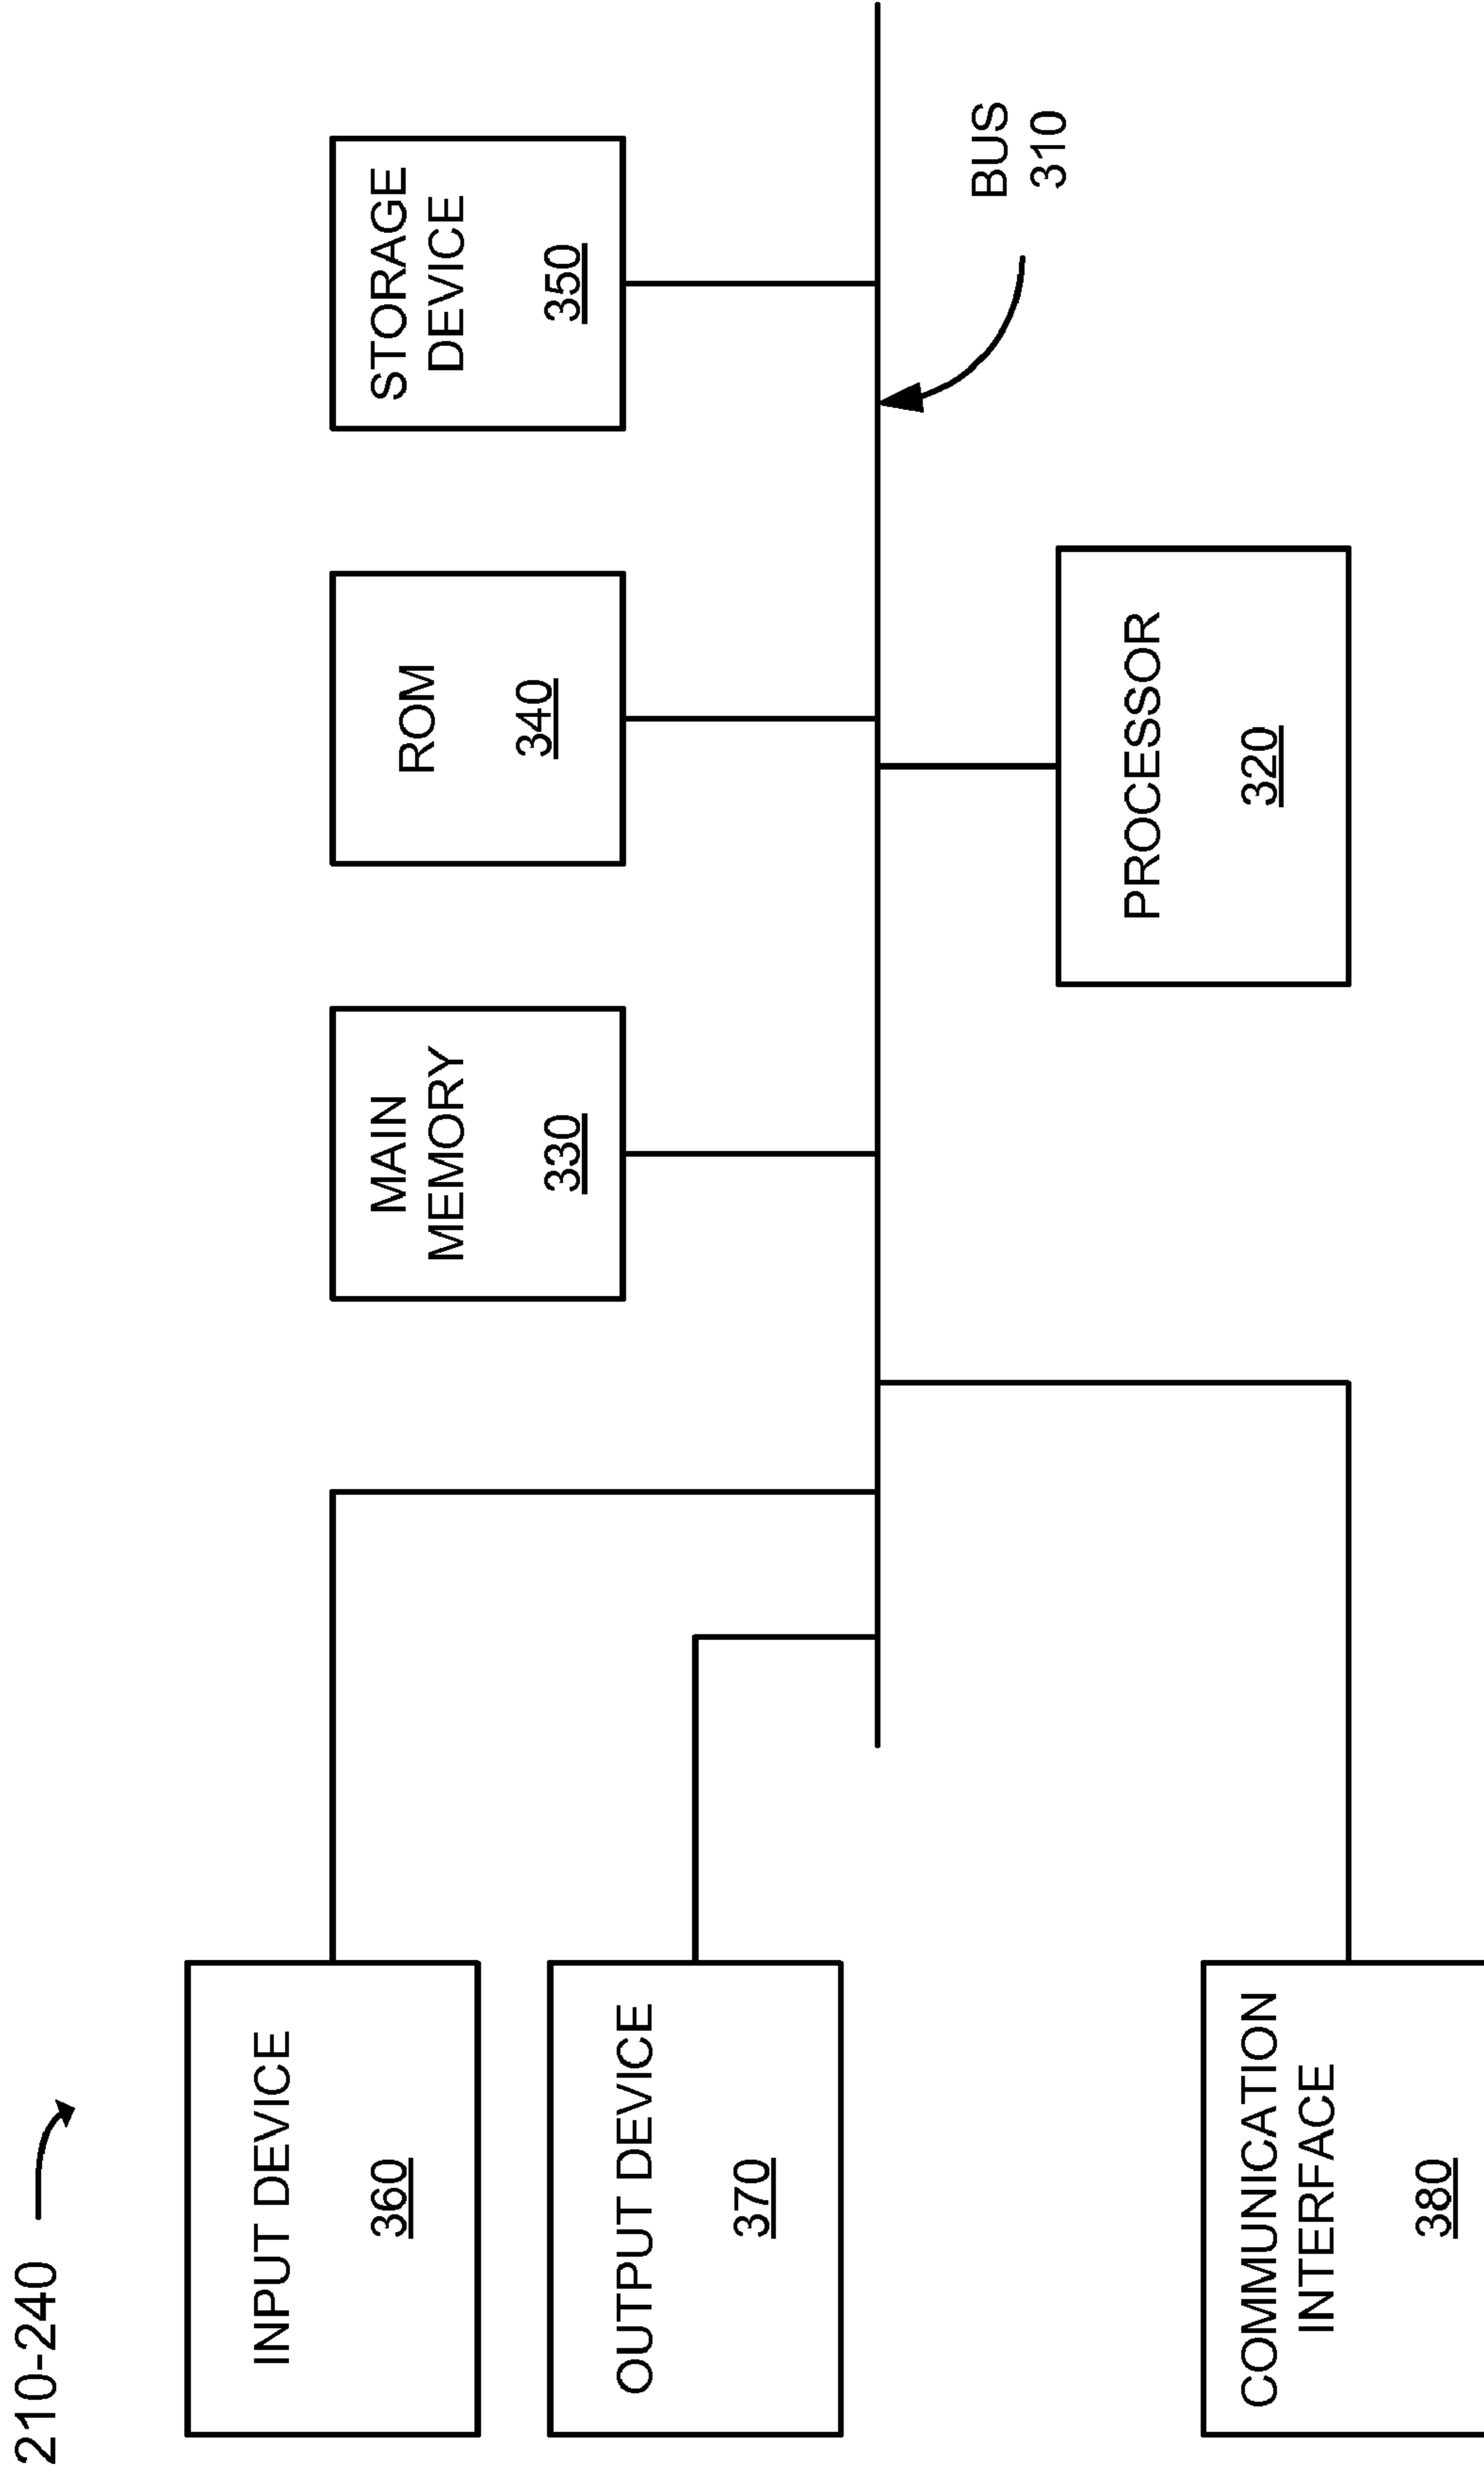 210-240
INPUT DEVICE
360
OUTPUT DEVICE
370
COMMUNICATION
INTERFACE
380
MAIN
MEMORY
330
ROM
340
STORAGE
DEVICE
350
BUS
310
PROCESSOR
320